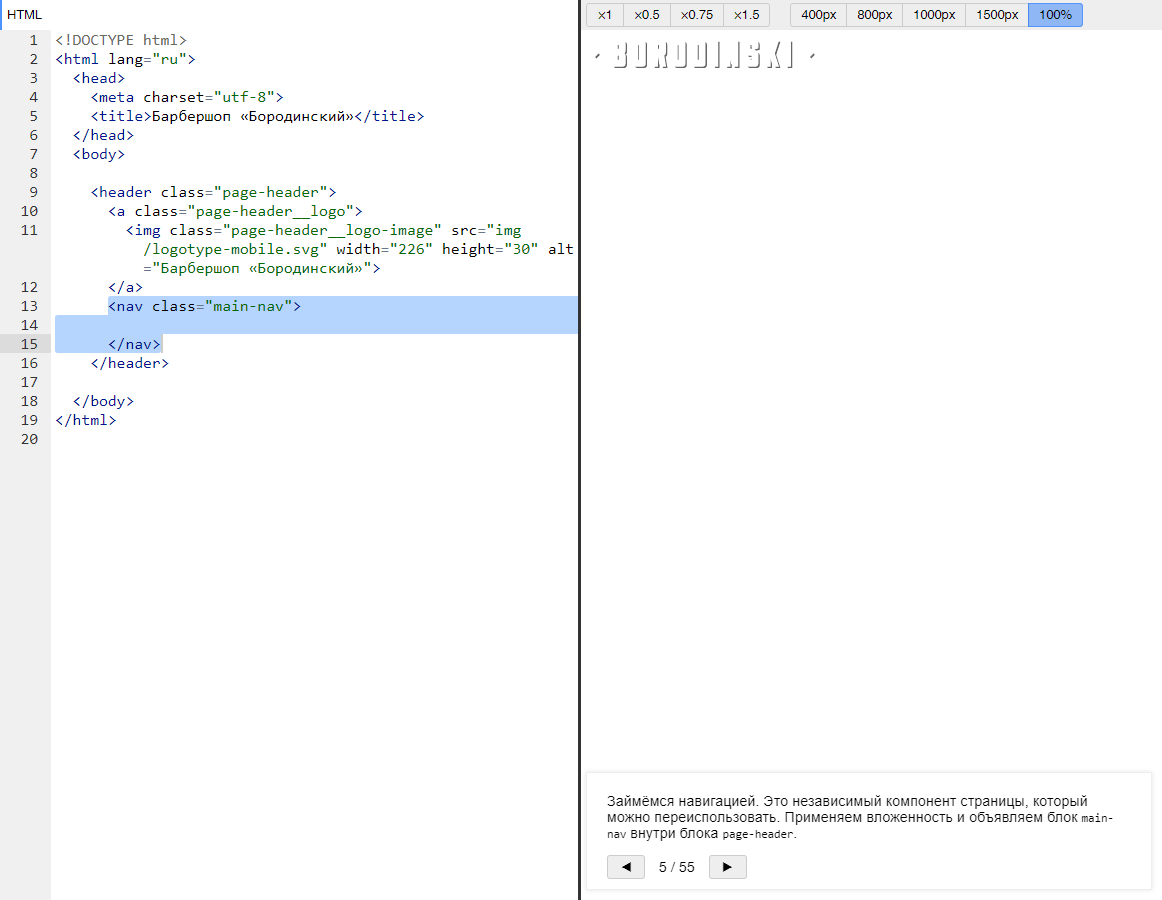 HTML
1 <!DOCTYPE html>
2 <html lang="ru">
3 <head>
4 <meta charset="utf-8">
5 <title>Барбершоп «Бородинский»</title>
6 </head>
7 <body>
8
9 <header class="page-header">
10 <a class="page-header__logo">
11 <img class="page-header__logo-image" src="img
/logotype-mobile.svg" width="226" height="30" alt
="Барбершоп «Бородинский»">
12 </a>
13 <nav class="main-nav">
14
15 </nav>
16 </header>
17
18 </body>
19 </html>
20
×1 ×0.5 ×0.75 ×1.5 400px 800px 1000px 1500px 100%
· BORODINSKI ·
Займёмся навигацией. Это независимый компонент страницы, который
можно переиспользовать. Применяем вложенность и объявляем блок main-
nav внутри блока page-header.
◀ 5 / 55 ▶